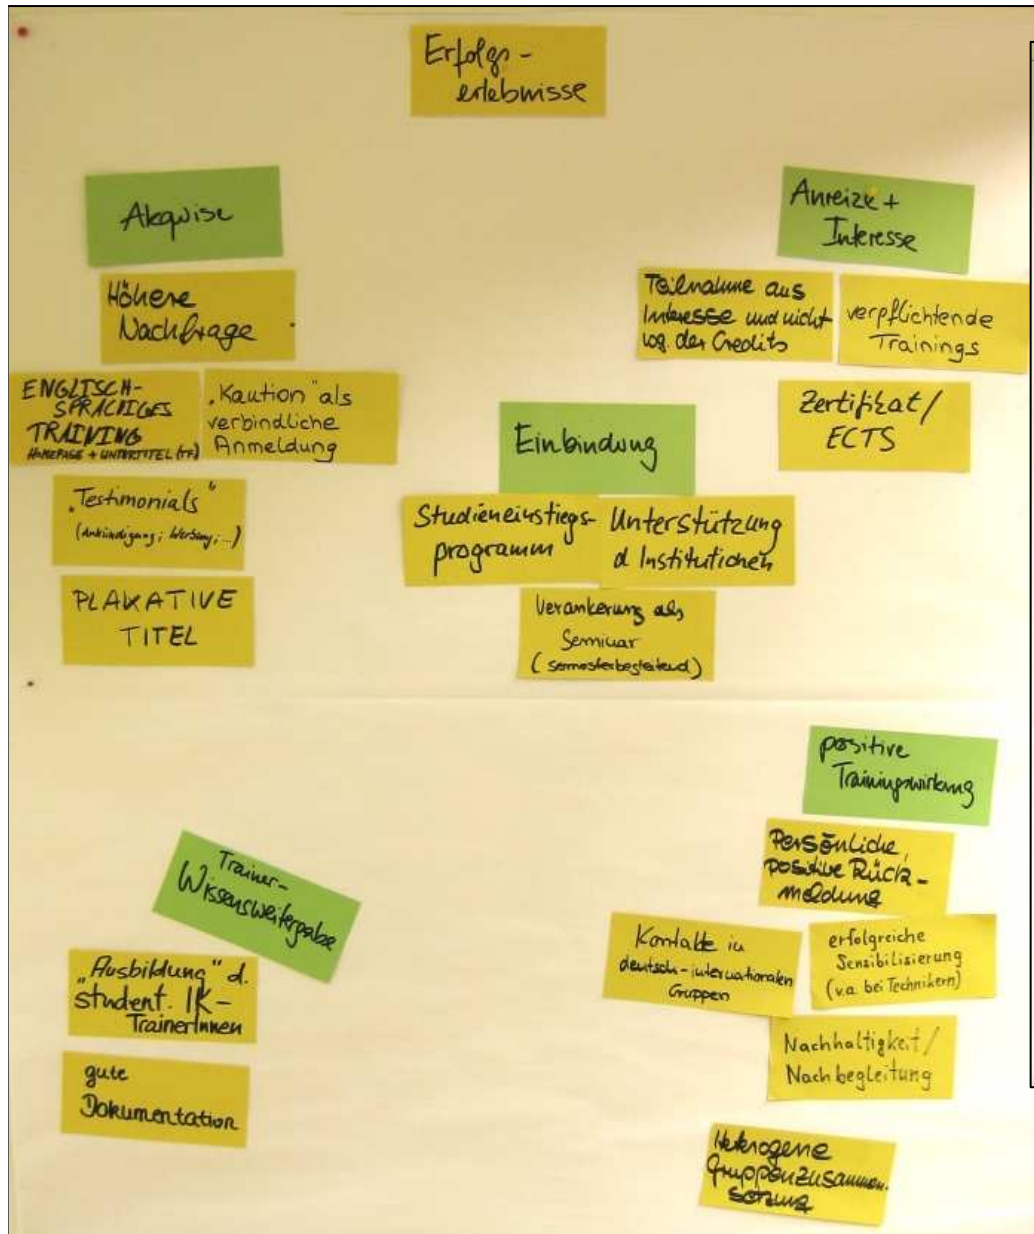 Erfolgs-
erlebnisse
Akquise
Höhere
Nachfrage
ENGLISCH-
SPRACHIGES
TRAINING
HOMEPAGE + UNTERTITEL (TF)
„Kaution" als
verbindliche
Anmeldung
„Testimonials"
(Ankündigung; Werbung; ...)
PLAKATIVE
TITEL
Einbindung
Studieneinstiegs-
programm
Unterstützung
d Institutionen
Verankerung als
Seminar
(semesterbegleitend)
Anreize +
Interesse
Teilnahme aus
Interesse und nicht
wg. der Credits
verpflichtende
Trainings
Zertifikat/
ECTS
Trainer-
Wissensweitergabe
„Ausbildung" d.
student. IK-
TrainerInnen
gute
Dokumentation
positive
Trainingswirkung
Persönliche,
positive Rück-
meldung
Kontakte in
deutsch-internationalen
Gruppen
erfolgreiche
Sensibilisierung
(v.a. bei Technikern)
Nachhaltigkeit/
Nachbegleitung
Heterogene
Gruppenzusammen-
setzung